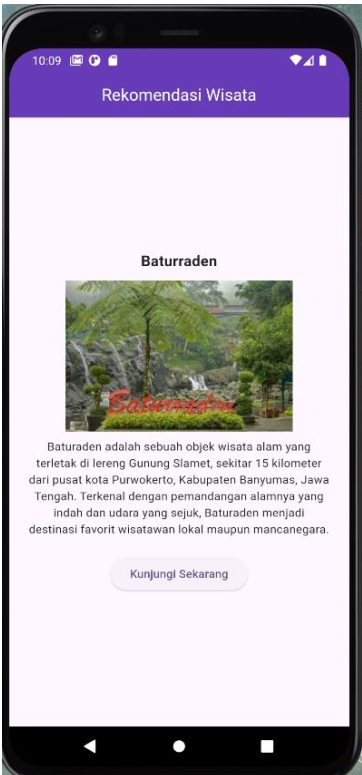 10:09
Rekomendasi Wisata
Baturraden
Baturraden
Baturaden adalah sebuah objek wisata alam yang
terletak di lereng Gunung Slamet, sekitar 15 kilometer
dari pusat kota Purwokerto, Kabupaten Banyumas, Jawa
Tengah. Terkenal dengan pemandangan alamnya yang
indah dan udara yang sejuk, Baturaden menjadi
destinasi favorit wisatawan lokal maupun mancanegara.
Kunjungi Sekarang